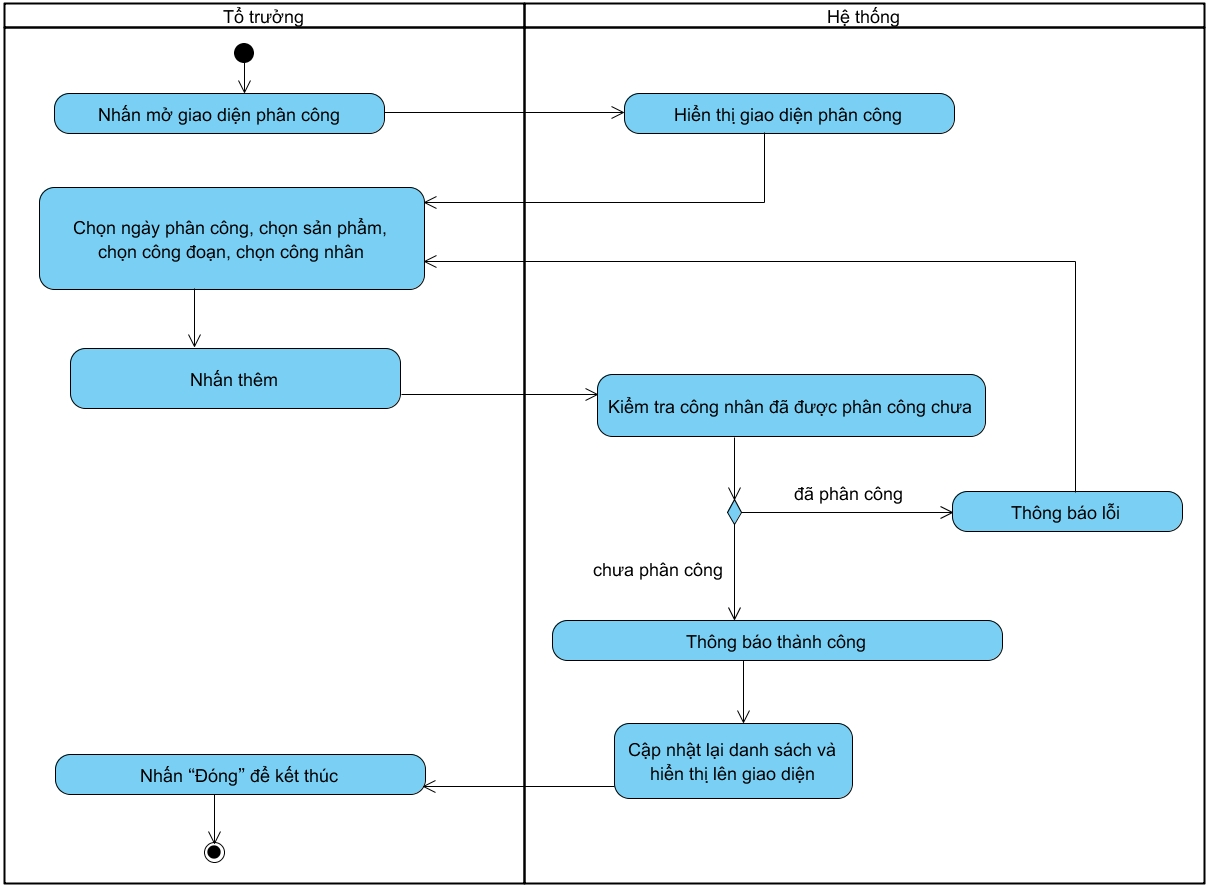 Tổ trưởng
Hệ thống
Nhấn mở giao diện phân công
Hiển thị giao diện phân công
Chọn ngày phân công, chọn sản phẩm,
chọn công đoạn, chọn công nhân
Nhấn thêm
Kiểm tra công nhân đã được phân công chưa
đã phân công
Thông báo lỗi
chưa phân công
Thông báo thành công
Cập nhật lại danh sách và
hiển thị lên giao diện
Nhấn “Đóng” để kết thúc